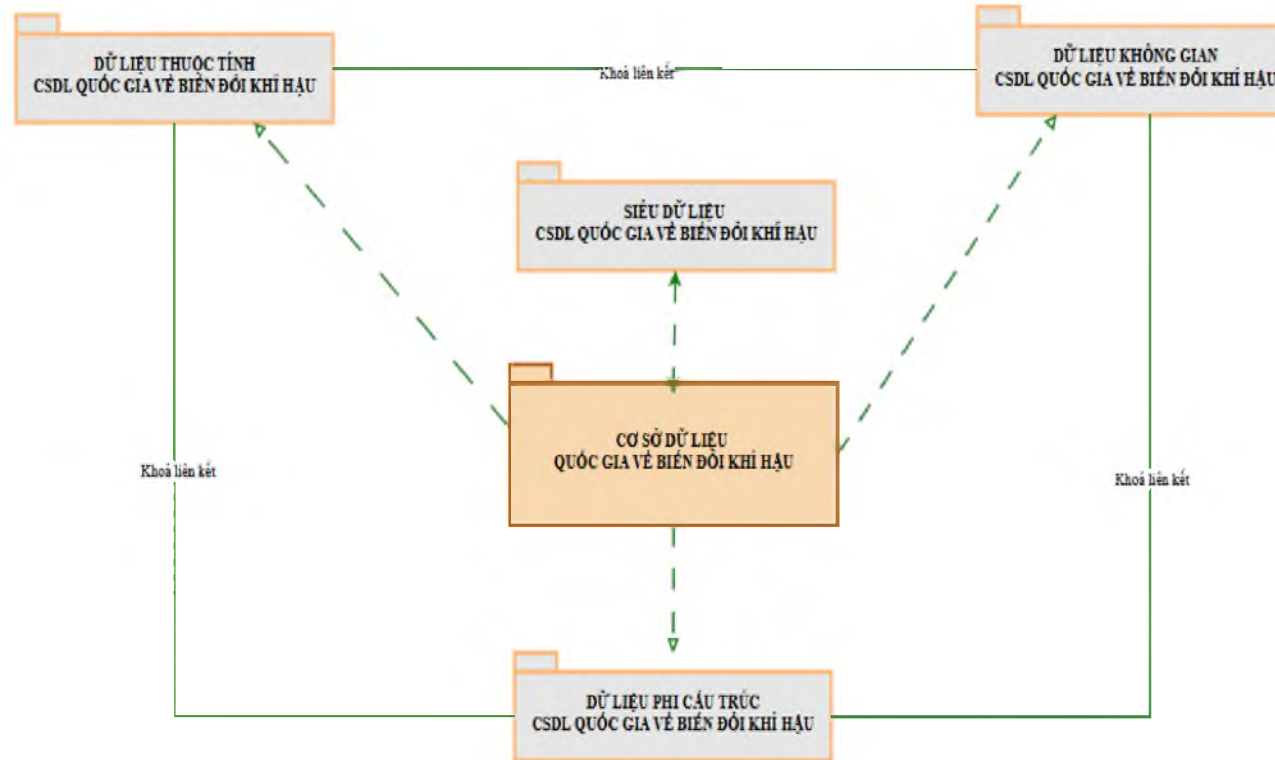 DỮ LIỆU THUỘC TÍNH
CSDL QUỐC GIA VỀ BIẾN ĐỔI KHÍ HẬU
Khoá liên kết
DỮ LIỆU KHÔNG GIAN
CSDL QUỐC GIA VỀ BIẾN ĐỔI KHÍ HẬU
SIÊU DỮ LIỆU
CSDL QUỐC GIA VỀ BIẾN ĐỔI KHÍ HẬU
CƠ SỞ DỮ LIỆU
QUỐC GIA VỀ BIẾN ĐỔI KHÍ HẬU
Khoá liên kết
Khoá liên kết
DỮ LIỆU PHI CẤU TRÚC
CSDL QUỐC GIA VỀ BIẾN ĐỔI KHÍ HẬU